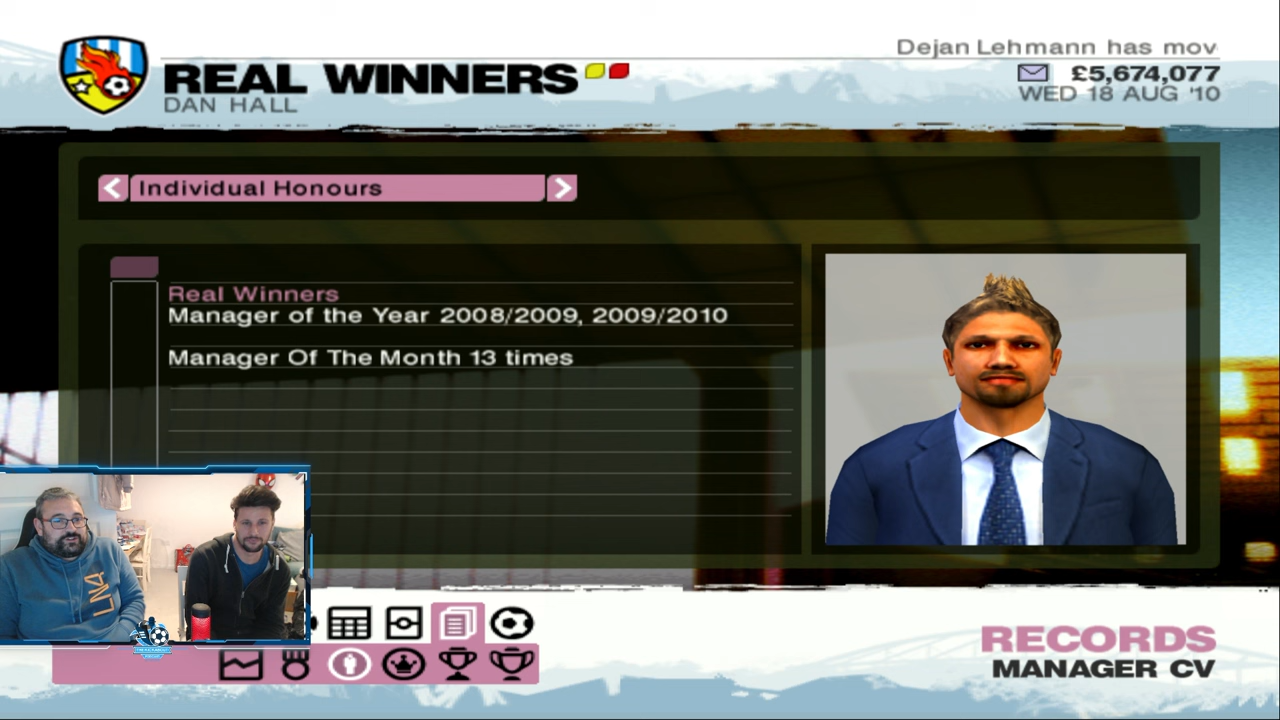 Dejan Lehmann has mov
REAL WINNERS
£5,674,077
DAN HALL
WED 18 AUG '10
Individual Honours
Real Winners
Manager of the Year 2008/2009, 2009/2010
Manager Of The Month 13 times
LIV4
RECORDS
MANAGER CV